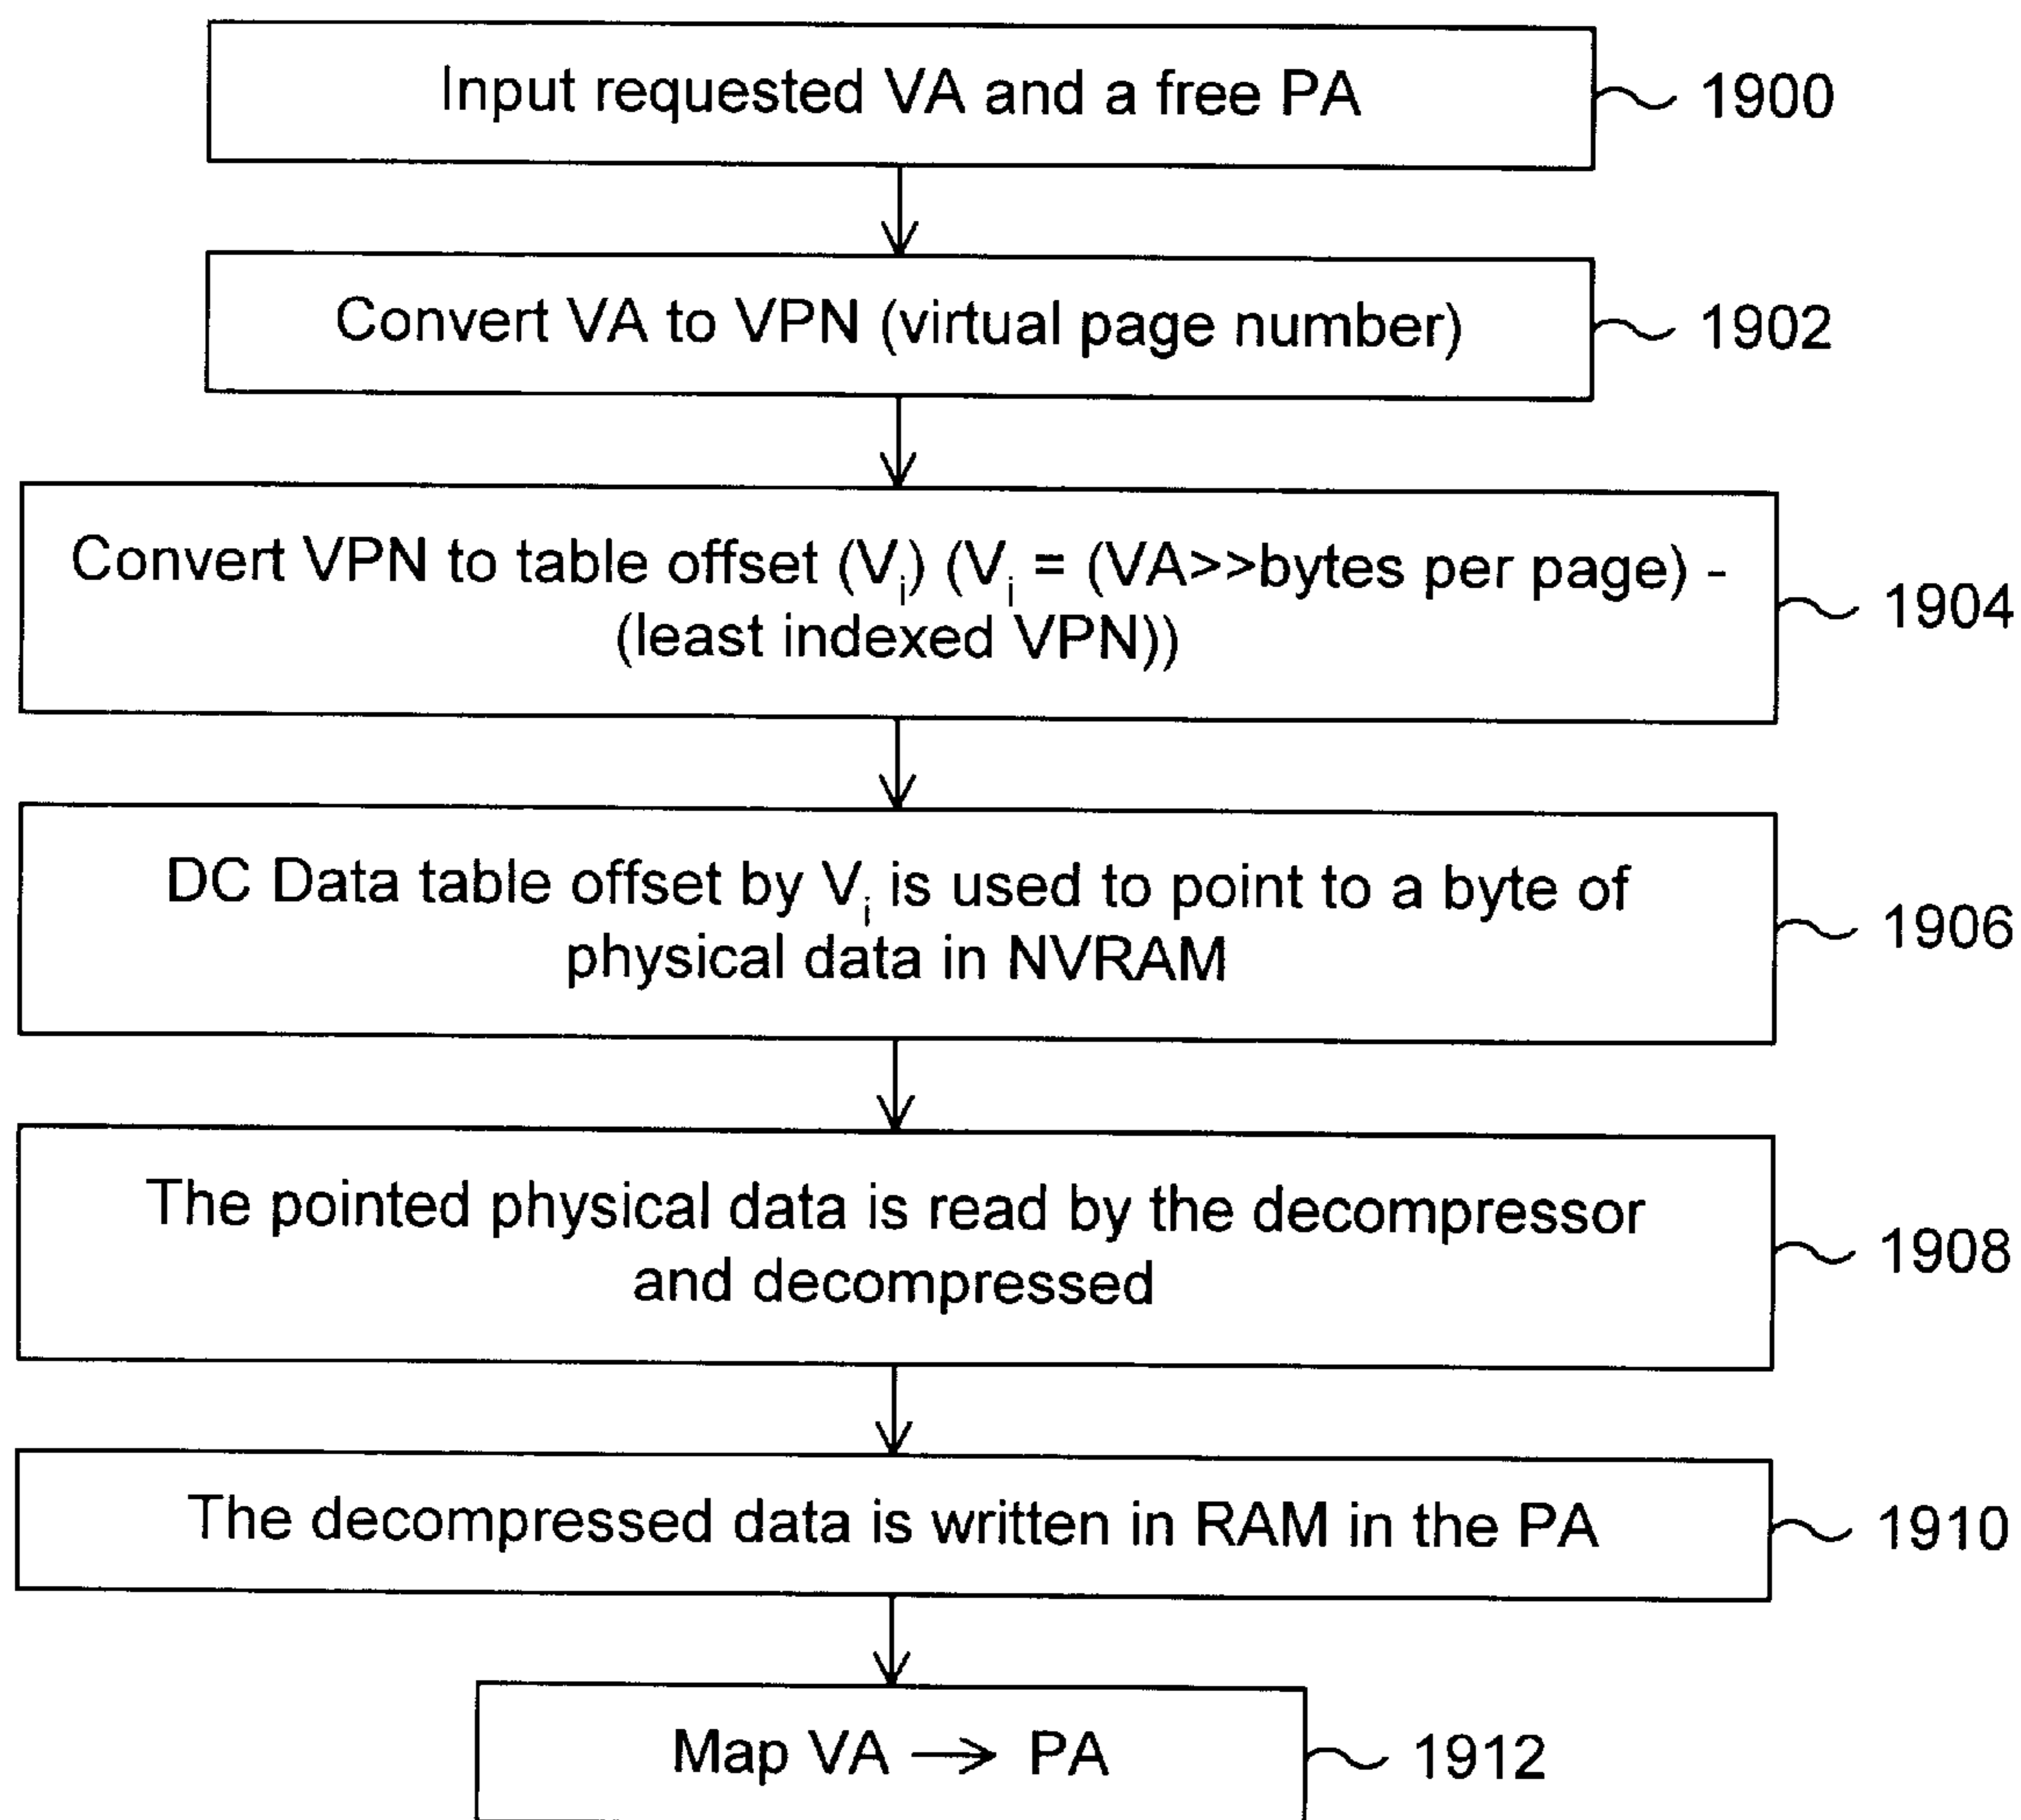 Input requested VA and a free PA
1900
Convert VA to VPN (virtual page number)
1902
Convert VPN to table offset (Vi) (Vi = (VA>>bytes per page) -
(least indexed VPN))
1904
DC Data table offset by Vi is used to point to a byte of
physical data in NVRAM
1906
The pointed physical data is read by the decompressor
and decompressed
1908
The decompressed data is written in RAM in the PA
1910
Map VA → PA
1912